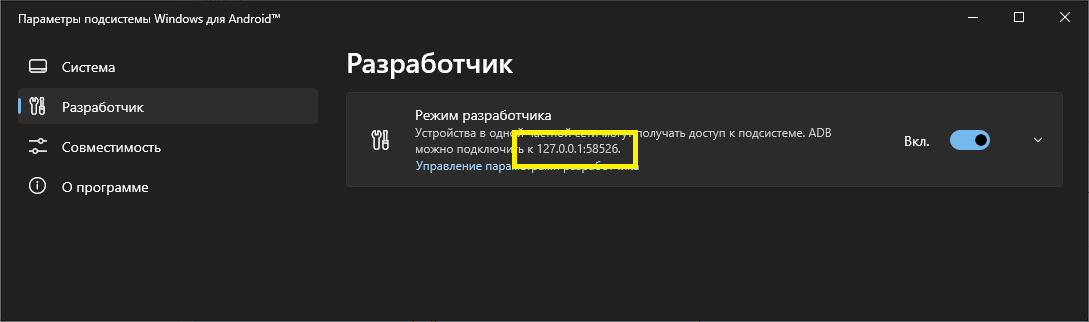 Параметры подсистемы Windows для Android™
Система
Разработчик
Совместимость
О программе
Разработчик
Режим разработчика
Устройства в одной частной сети могут получать доступ к подсистеме. ADB
можно подключить к 127.0.0.1:58526.
Управление параметрами разработчика
Вкл.